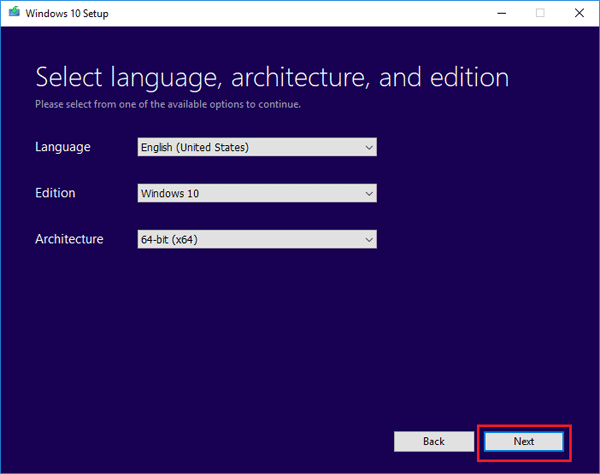 Windows 10 Setup
Select language, architecture, and edition
Please select from one of the available options to continue.
Language English (United States)
Edition Windows 10
Architecture 64-bit (x64)
Back Next